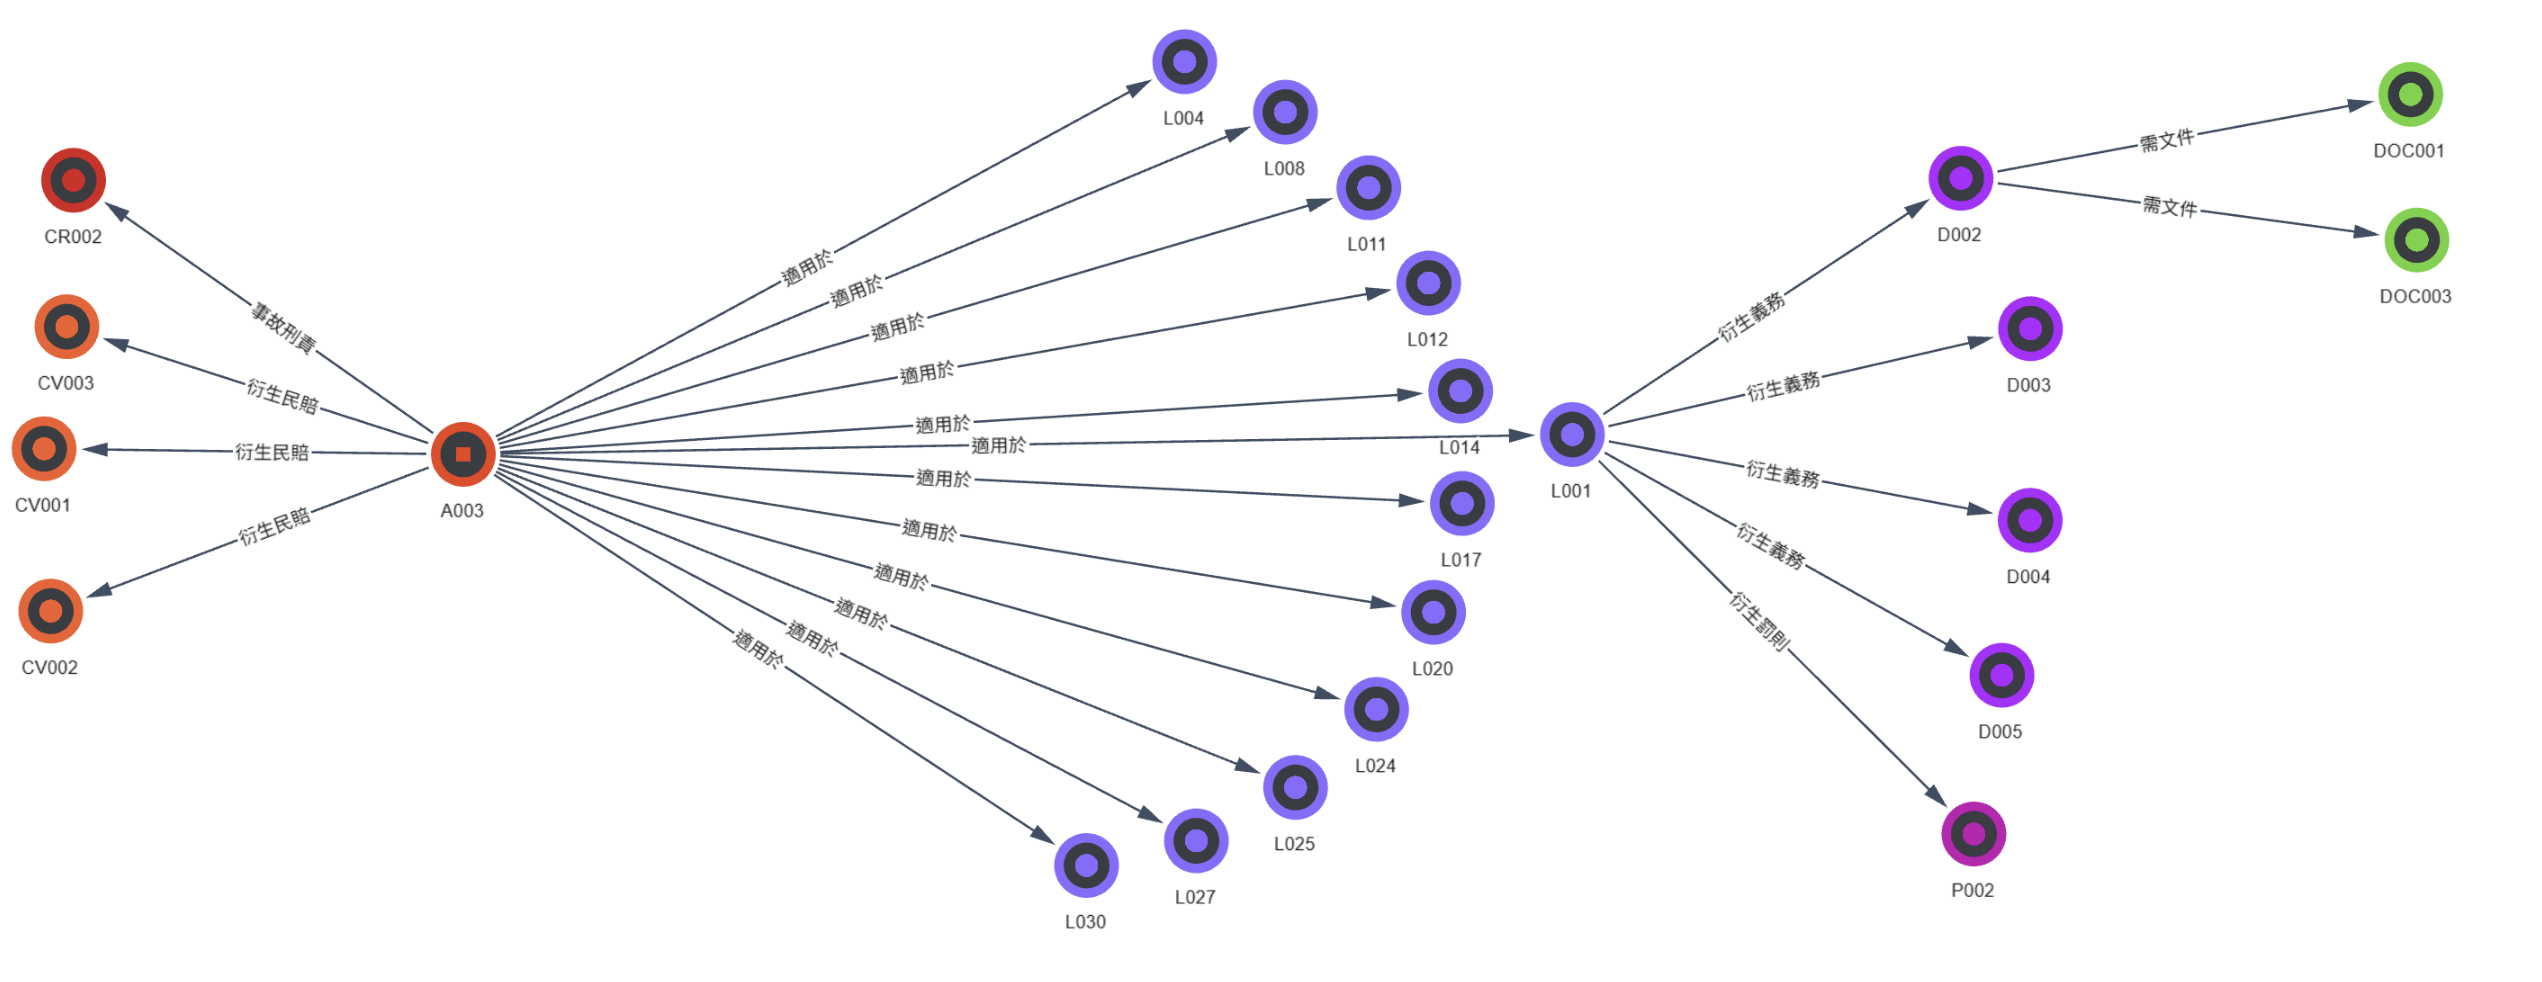 L004
L008
DOC001
需文件
CR002
L011
D002
需文件
DOC003
適用於
適用於
事故刑責
適用於
L012
衍生義務
D003
CV003
衍生民賠
適用於
衍生義務
適用於
適用於
L014
衍生民賠
A003
CV001
衍生民賠
適用於
L001
衍生義務
適用於
L017
衍生義務
D004
適用於
適用於
適用於
適用於
衍生罰則
CV002
L020
D005
L024
L025
L027
L030
P002